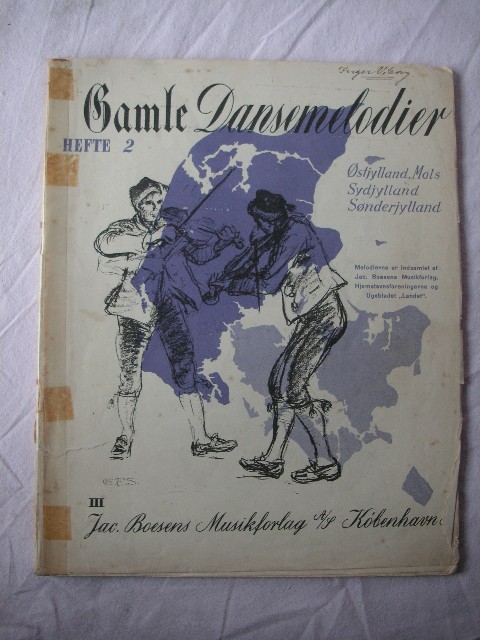 Gamle Dansemelodier
HEFTE 2
Østjylland, Mols
Sydjylland
Sønderjylland
Melodierne er indsamlet af
Jac. Boesens Musikforlag,
Hjemstavnsforeningerne og
Ugebladet „Landet".
III
Jac. Boesens Musikforlag A/S København.